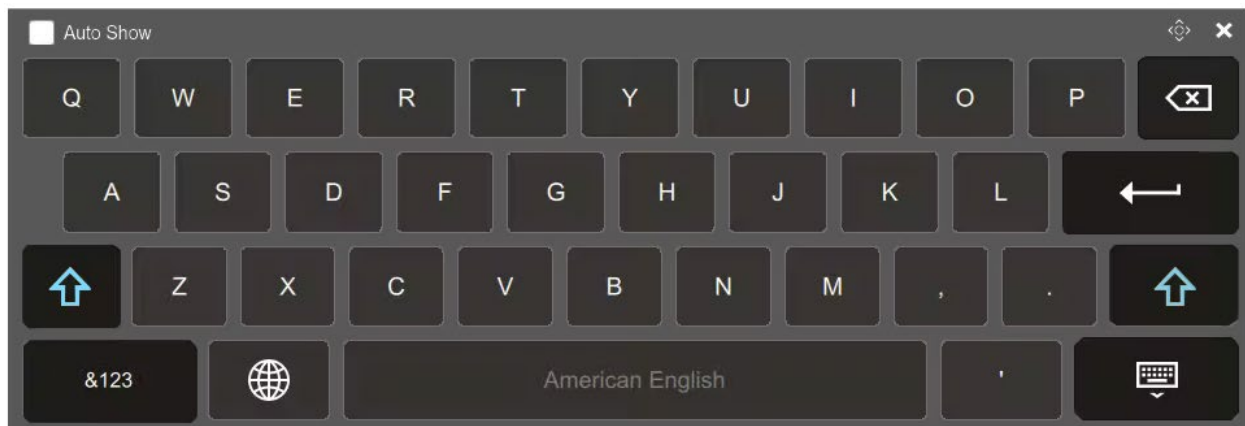 Auto Show
Q W E R T Y U I O P
A S D F G H J K L
Z X C V B N M , .
&123 American English '